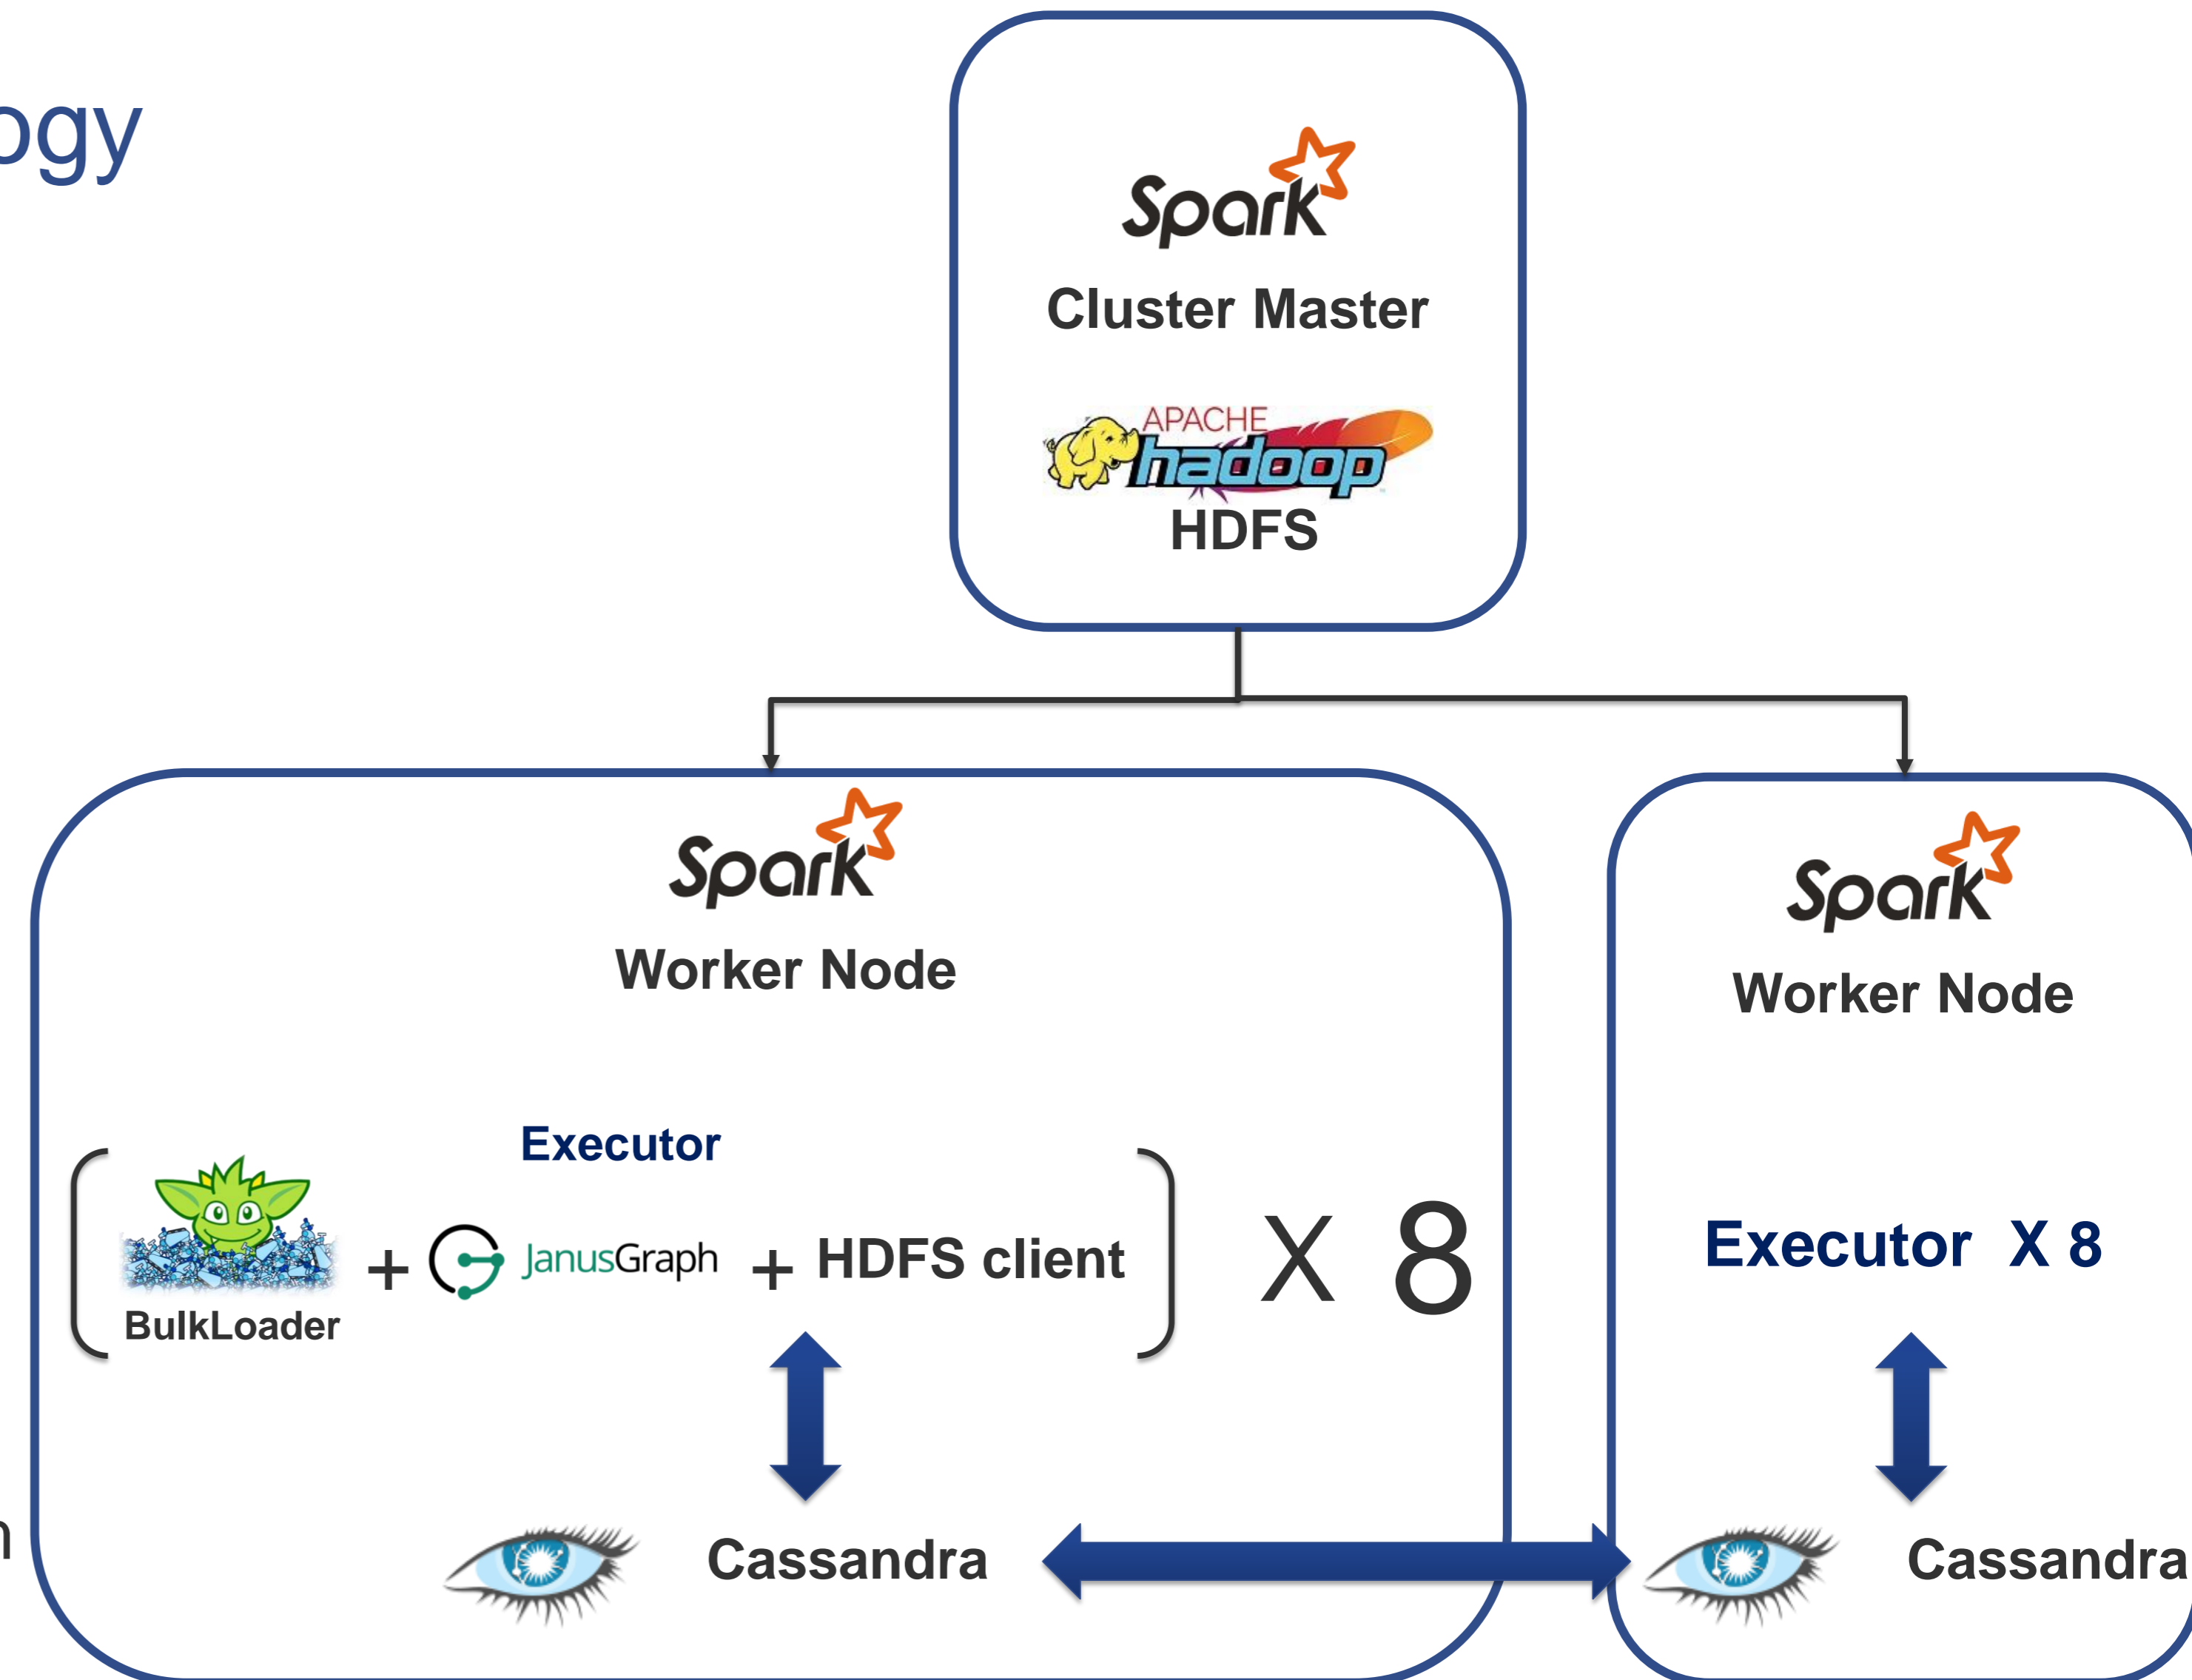 ogy
Spark
Cluster Master
APACHE
hadoop
HDFS
Spark
Worker Node
Executor
BulkLoader
+
JanusGraph
+ HDFS client
X 8
Cassandra
n
Spark
Worker Node
Executor X 8
Cassandra